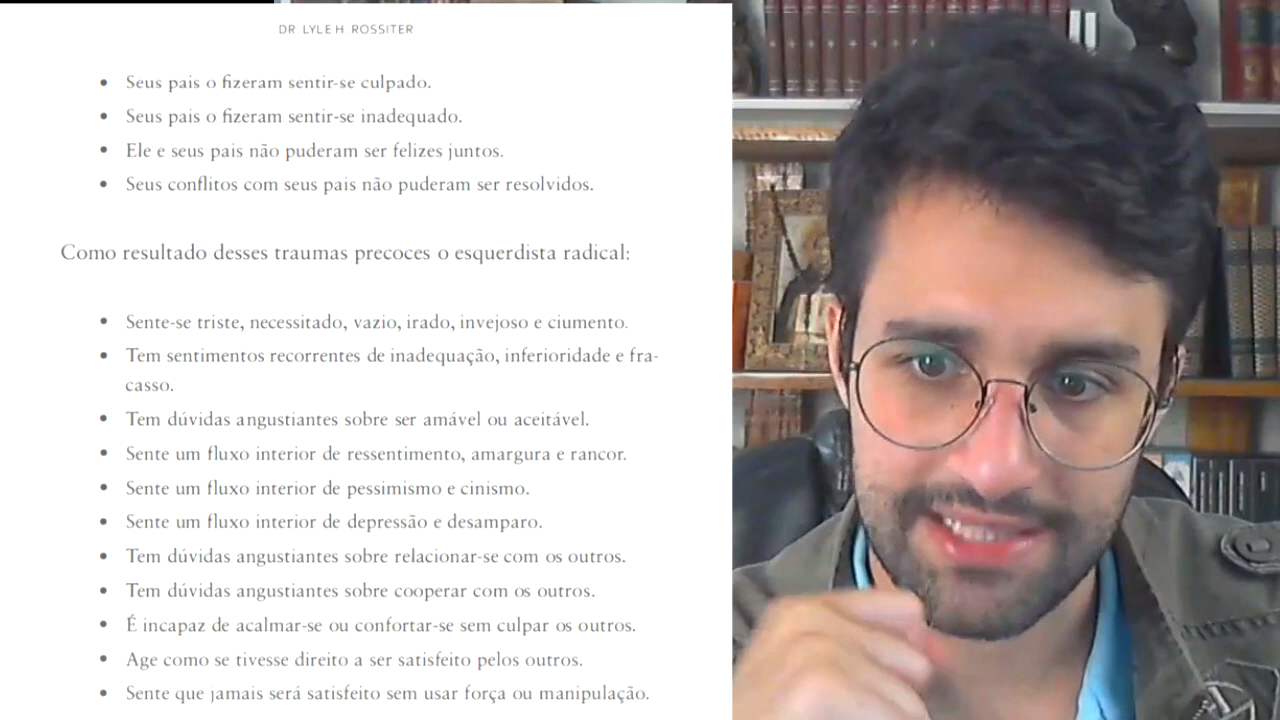 DR LYLE H ROSSITER
• Seus pais o fizeram sentir-se culpado.
• Seus pais o fizeram sentir-se inadequado.
• Ele e seus pais não puderam ser felizes juntos.
• Seus conflitos com seus pais não puderam ser resolvidos.
Como resultado desses traumas precoces o esquerdista radical:
• Sente-se triste, necessitado, vazio, irado, invejoso e ciumento.
• Tem sentimentos recorrentes de inadequação, inferioridade e fra-
casso.
• Tem dúvidas angustiantes sobre ser amável ou aceitável.
• Sente um fluxo interior de ressentimento, amargura e rancor.
• Sente um fluxo interior de pessimismo e cinismo.
• Sente um fluxo interior de depressão e desamparo.
• Tem dúvidas angustiantes sobre relacionar-se com os outros.
• Tem dúvidas angustiantes sobre cooperar com os outros.
• É incapaz de acalmar-se ou confortar-se sem culpar os outros.
• Age como se tivesse direito a ser satisfeito pelos outros.
• Sente que jamais será satisfeito sem usar força ou manipulação.